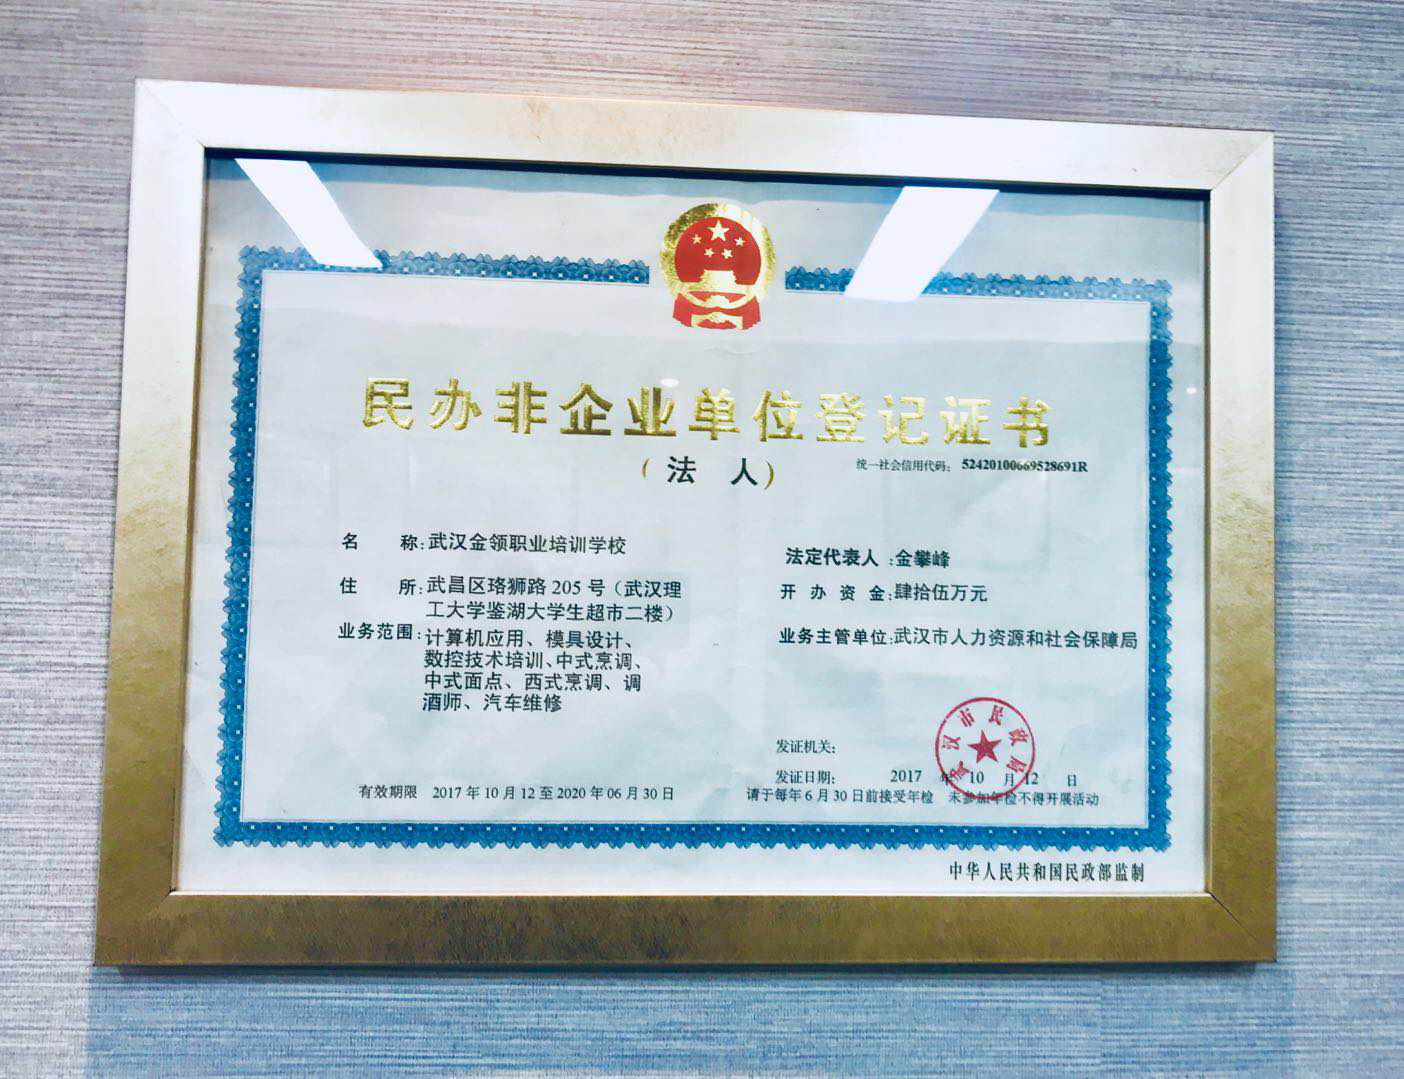 民办非企业单位登记证书
（法 人）
统一社会信用代码： 52420100669528691R
名 称：武汉金领职业培训学校
住 所：武昌区珞狮路 205 号（武汉理
工大学鉴湖大学生超市二楼）
业务范围：计算机应用、模具设计、
数控技术培训、中式烹调、
中式面点、西式烹调、调
酒师、汽车维修
有效期限 2017 年 10 月 12 至 2020 年 06 月 30 日
法定代表人：金攀峰
开 办 资 金：肆拾伍万元
业务主管单位：武汉市人力资源和社会保障局
发证机关：
武汉市民政局
发证日期： 2017 年 10 月 12 日
请于每年 6 月 30 日前接受年检 未参加年检不得开展活动
中华人民共和国民政部监制